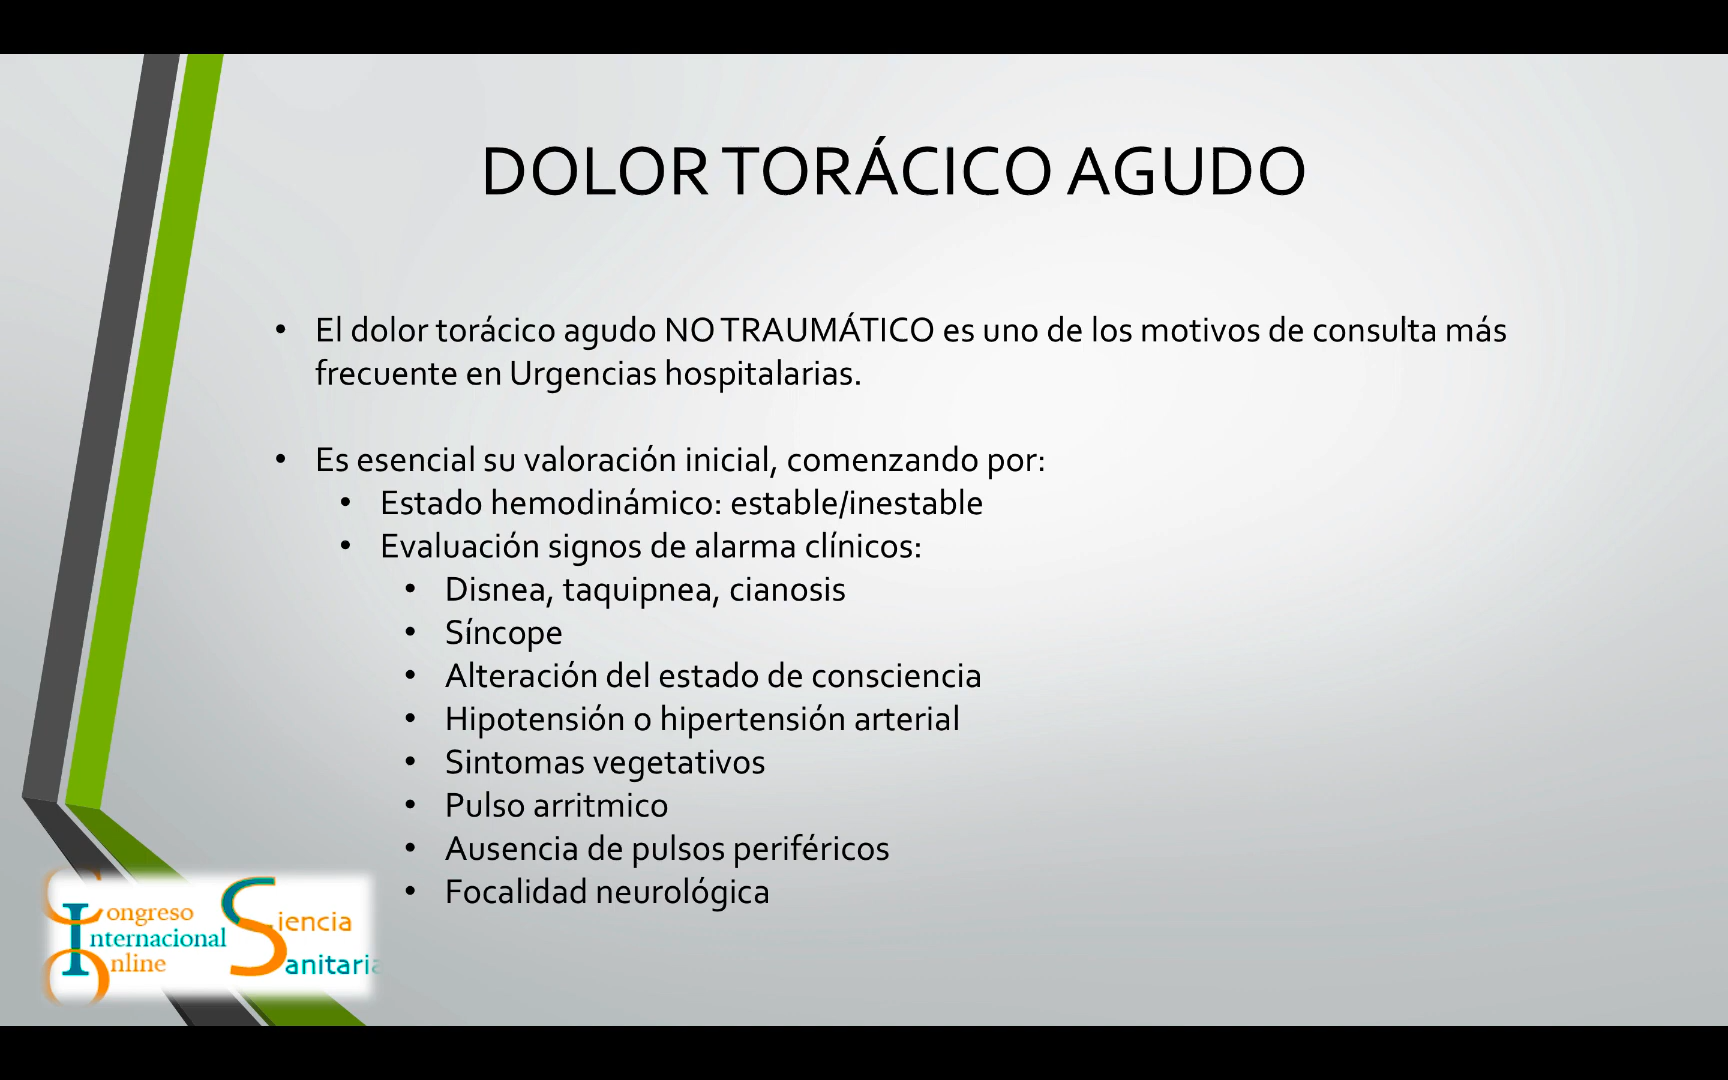 DOLOR TORÁCICO AGUDO
• El dolor torácico agudo NO TRAUMÁTICO es uno de los motivos de consulta más
frecuente en Urgencias hospitalarias.
• Es esencial su valoración inicial, comenzando por:
• Estado hemodinámico: estable/inestable
• Evaluación signos de alarma clínicos:
• Disnea, taquipnea, cianosis
• Síncope
• Alteración del estado de consciencia
• Hipotensión o hipertensión arterial
• Sintomas vegetativos
• Pulso arritmico
• Ausencia de pulsos periféricos
• Focalidad neurológica
Congreso
Internacional
Online
Siencia
Sanitaria